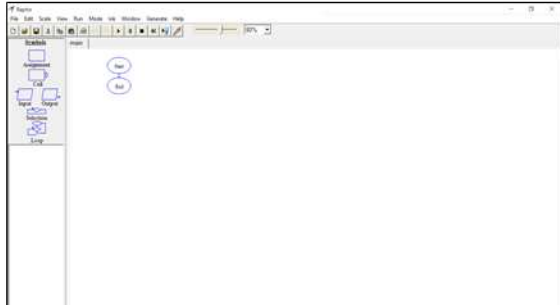 Raptor
File Edit Scale View Run Mode Ink Window Generate Help
80%
Symbols
main
Assignment
Call
Input Output
Selection
Loop
Start
End